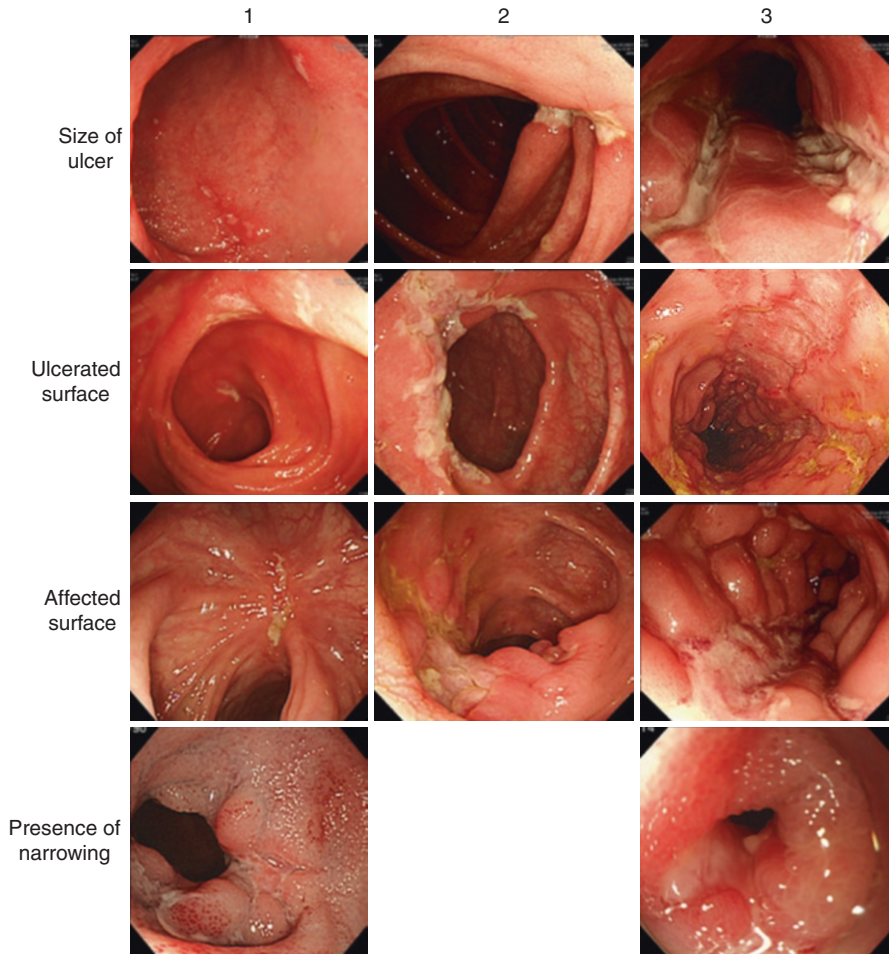 1 2 3
Size of
ulcer
Ulcerated
surface
Affected
surface
Presence of
narrowing